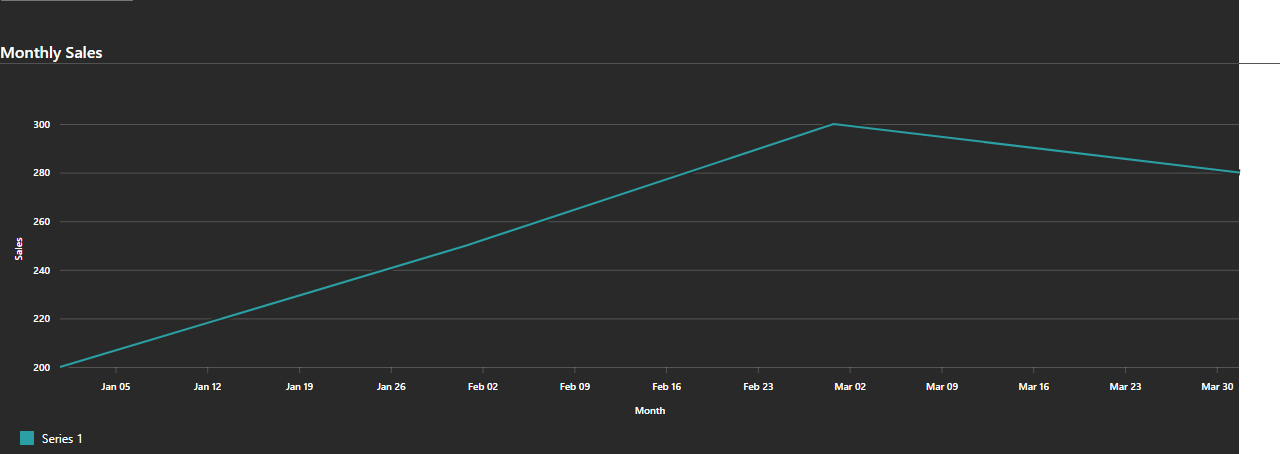 Monthly Sales
300
280
260
240
220
200
Sales
Jan 05 Jan 12 Jan 19 Jan 26 Feb 02 Feb 09 Feb 16 Feb 23 Mar 02 Mar 09 Mar 16 Mar 23 Mar 30
Month
Series 1